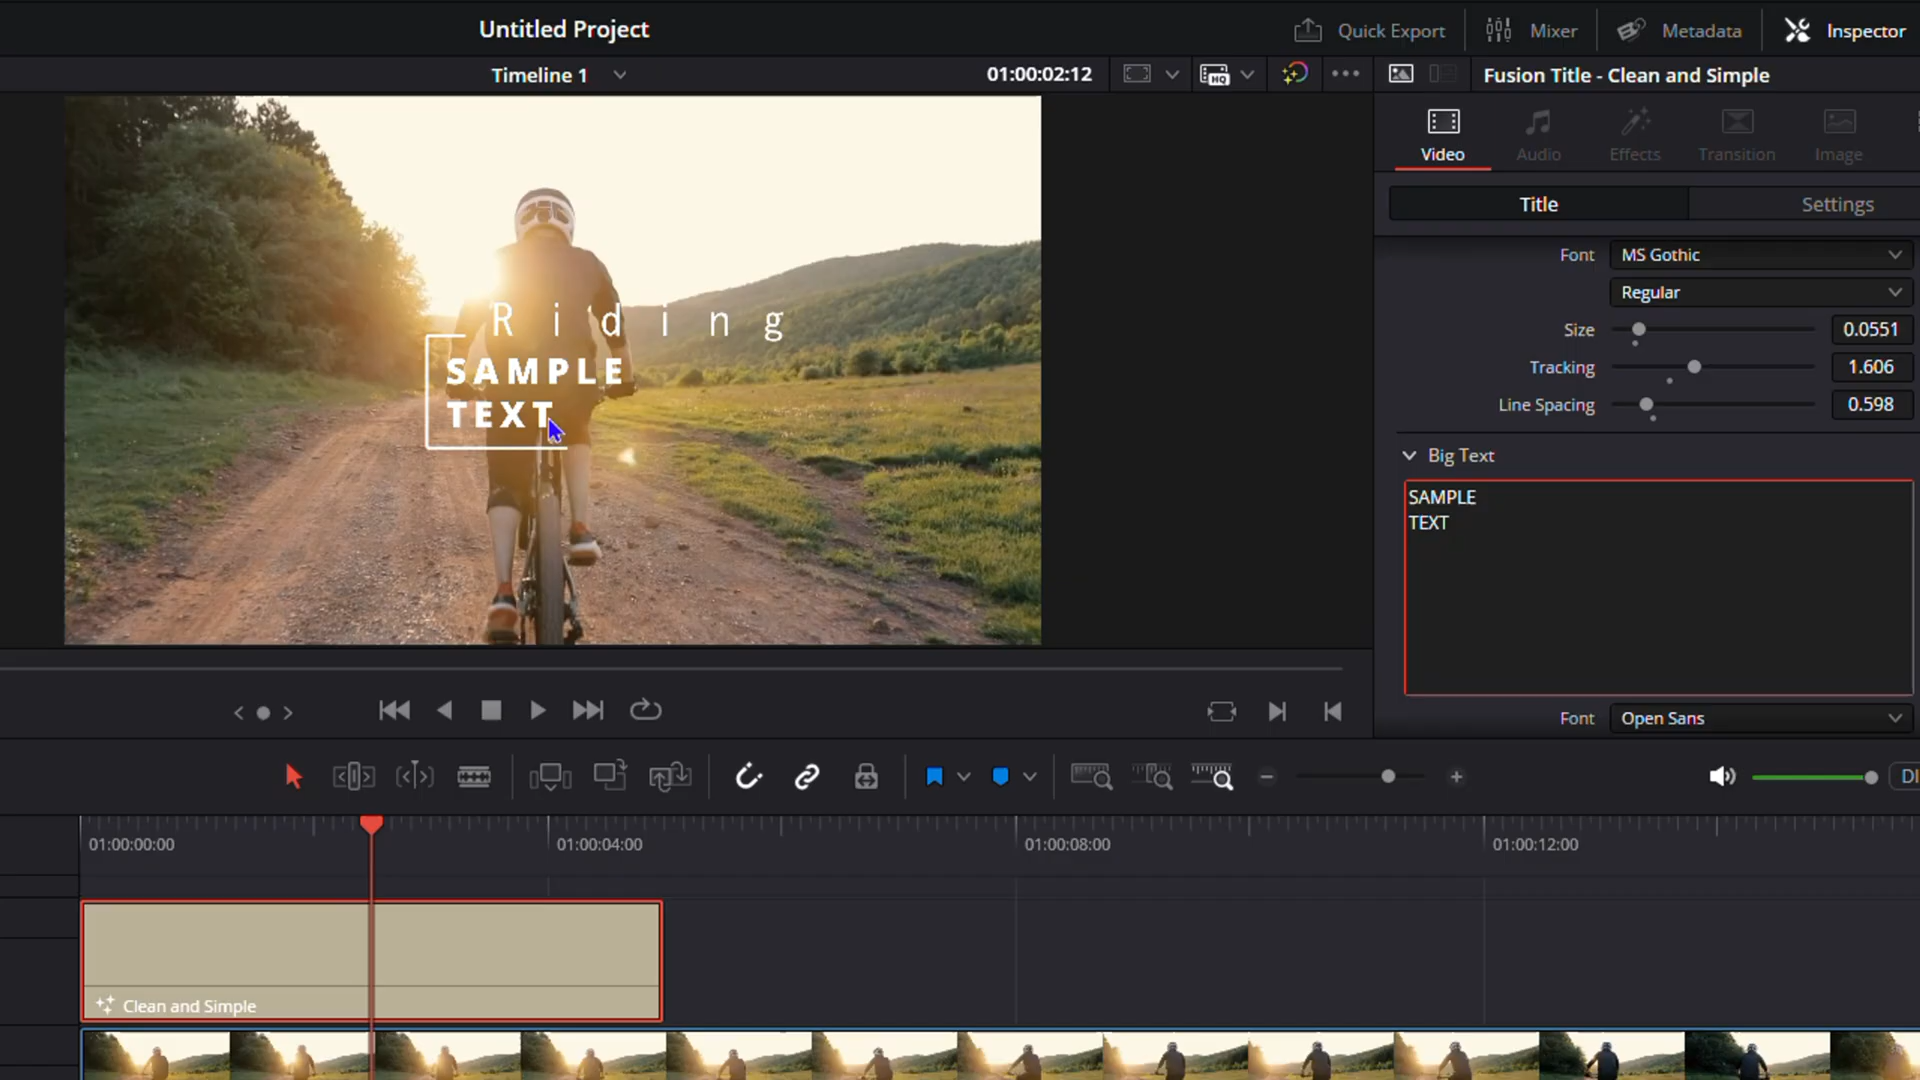 Untitled Project
Quick Export
Mixer
Metadata
Inspector
Timeline 1
01:00:02:12
HQ
Fusion Title - Clean and Simple
Video
Audio
Effects
Transition
Image
Title
Settings
Riding
SAMPLE
TEXT
Font
MS Gothic
Regular
Size
0.0551
Tracking
1.606
Line Spacing
0.598
Big Text
SAMPLE
TEXT
Font
Open Sans
DI
01:00:00:00
01:00:04:00
01:00:08:00
01:00:12:00
Clean and Simple